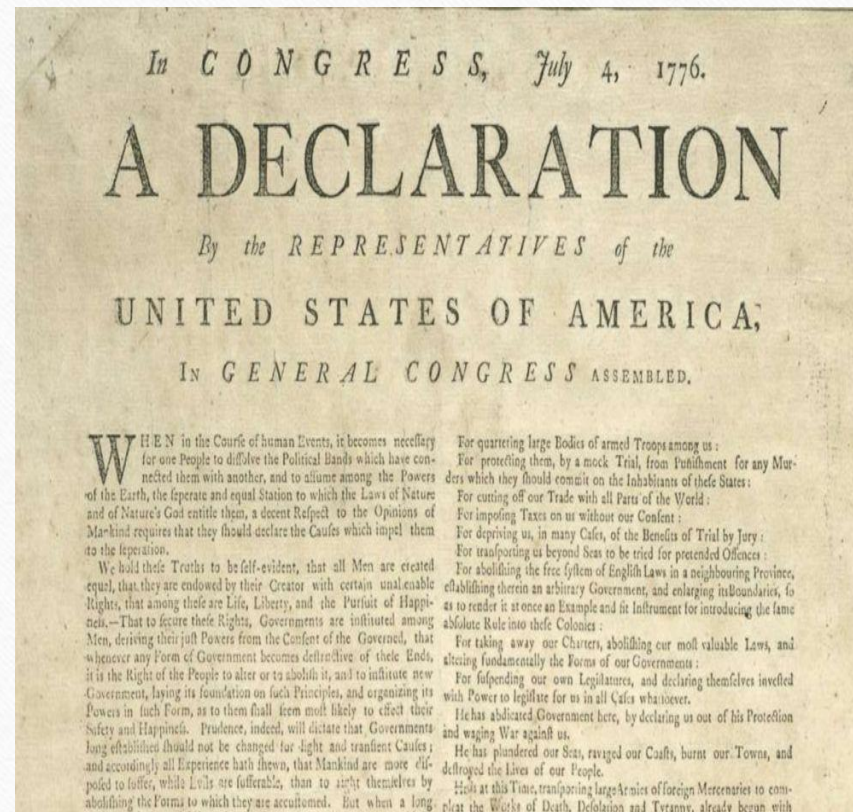 In CONGRESS, July 4, 1776.
A DECLARATION
By the REPRESENTATIVES of the
UNITED STATES OF AMERICA,
In GENERAL CONGRESS ASSEMBLED.
WHEN in the Courſe of human Events, it becomes neceſſary
for one People to diſſolve the Political Bands which have con-
nected them with another, and to aſſume among the Powers
of the Earth, the ſeperate and equal Station to which the Laws of Nature
and of Nature's God entitle them, a decent Reſpect to the Opinions of
Mankind requires that they ſhould declare the Cauſes which impel them
to the ſeperation.
We hold theſe Truths to be ſelf-evident, that all Men are created
equal, that they are endowed by their Creator with certain unalienable
Rights, that among theſe are Life, Liberty, and the Purſuit of Happi-
neſs.—That to ſecure theſe Rights, Governments are inſtituted among
Men, deriving their juſt Powers from the Conſent of the Governed, that
whenever any Form of Government becomes deſtructive of theſe Ends,
it is the Right of the People to alter or to aboliſh it, and to inſtitute new
Government, laying its foundation on ſuch Principles, and organizing its
Powers in ſuch Form, as to them ſhall ſeem moſt likely to effect their
Safety and Happineſs. Prudence, indeed, will dictate that Governments
long eſtabliſhed ſhould not be changed for light and tranſient Cauſes;
and accordingly all Experience hath ſhewn, that Mankind are more diſ-
poſed to ſuffer, while Evils are ſufferable, than to right themſelves by
aboliſhing the Forms to which they are accuſtomed. But when a long
For quartering large Bodies of armed Troops among us:
For protecting them, by a mock Trial, from Puniſhment for any Mur-
ders which they ſhould commit on the Inhabitants of theſe States:
For cutting off our Trade with all Parts of the World:
For impoſing Taxes on us without our Conſent:
For depriving us, in many Caſes, of the Benefits of Trial by Jury:
For tranſporting us beyond Seas to be tried for pretended Offences:
For aboliſhing the free ſyſtem of Engliſh Laws in a neighbouring Province,
eſtabliſhing therein an arbitrary Government, and enlarging its Boundaries, ſo
as to render it at once an Example and fit Inſtrument for introducing the ſame
abſolute Rule into theſe Colonies:
For taking away our Charters, aboliſhing our moſt valuable Laws, and
altering fundamentally the Forms of our Governments:
For ſuſpending our own Legiſlatures, and declaring themſelves inveſted
with Power to legiſlate for us in all Caſes whatſoever.
He has abdicated Government here, by declaring us out of his Protection
and waging War againſt us.
He has plundered our Seas, ravaged our Coaſts, burnt our Towns, and
deſtroyed the Lives of our People.
He is at this Time, tranſporting large Armies of foreign Mercenaries to com-
pleat the Works of Death, Deſolation and Tyranny, already begun with